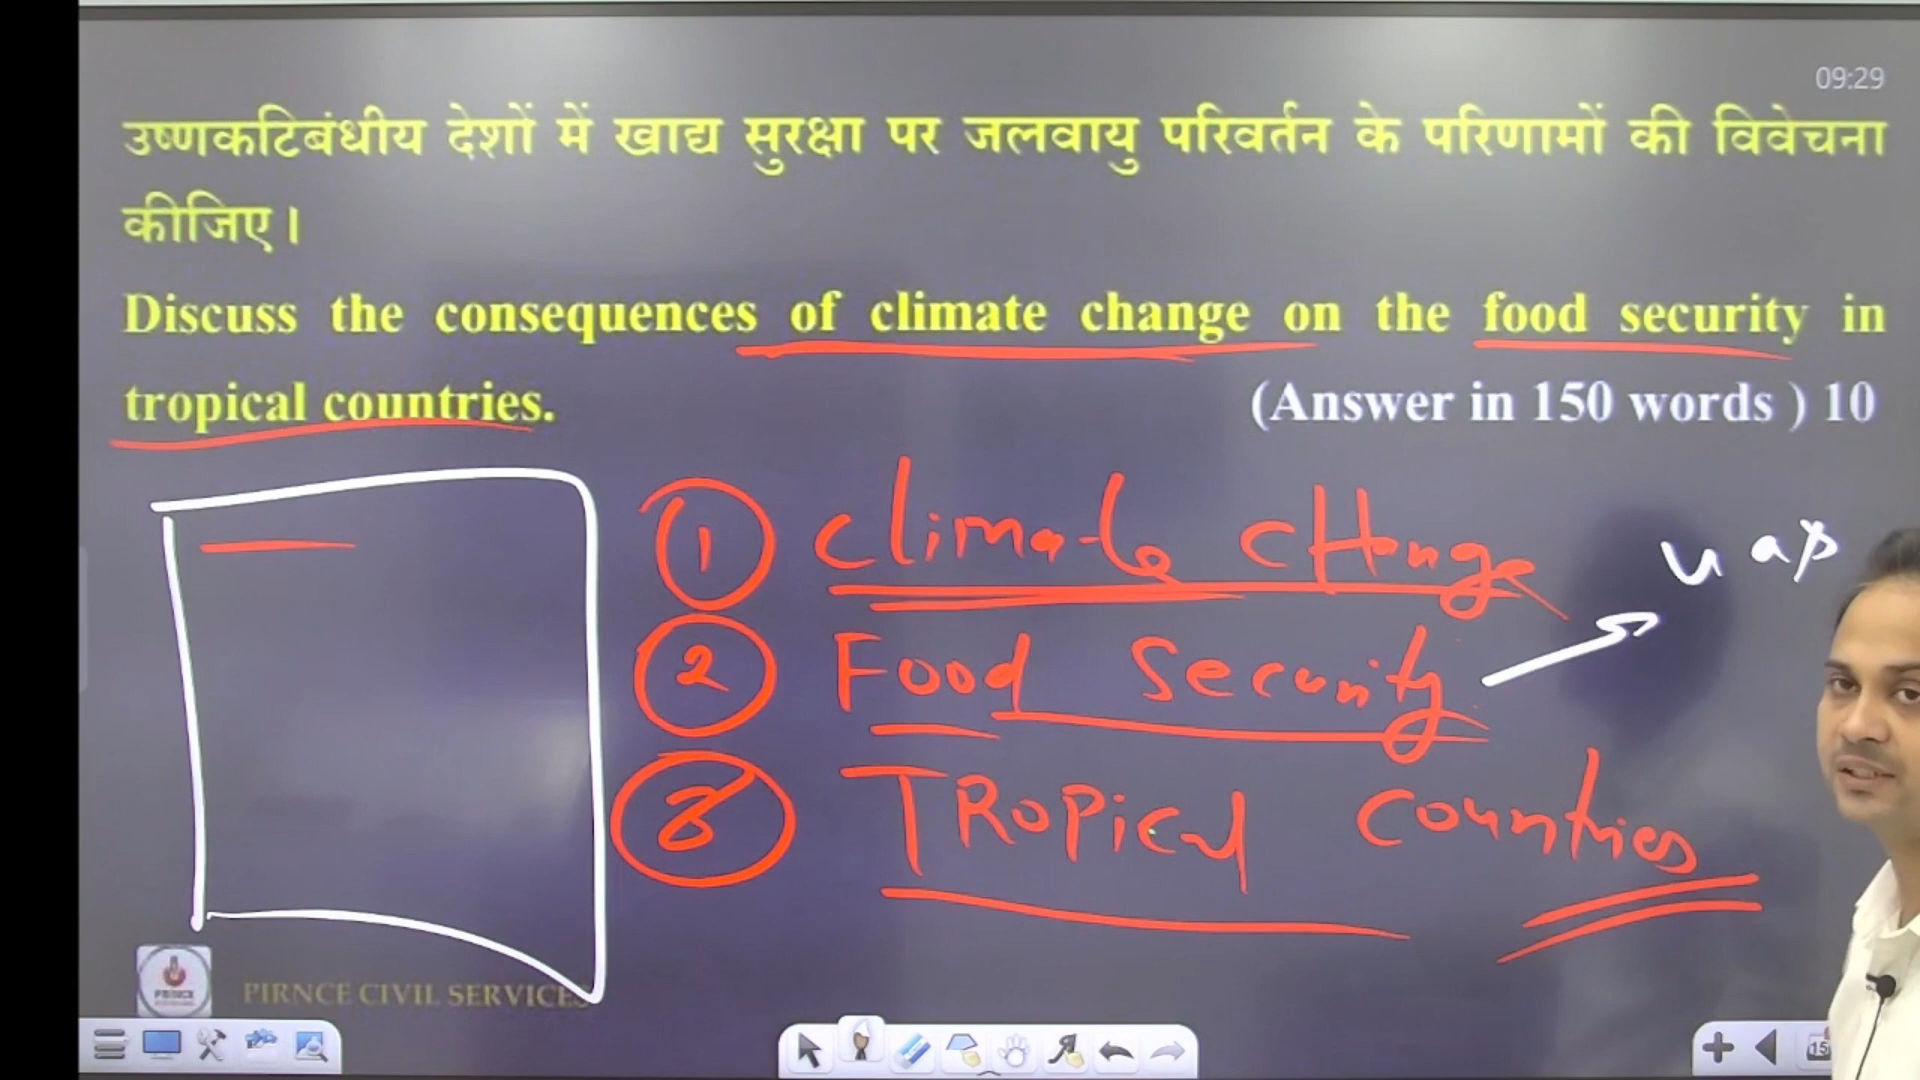 09:29
उष्णकटिबंधीय देशों में खाद्य सुरक्षा पर जलवायु परिवर्तन के परिणामों की विवेचना
कीजिए।
Discuss the consequences of climate change on the food security in
tropical countries.
(Answer in 150 words ) 10
1 climate cHange
2 Food Security
3 TRopical countries
PIRNCE CIVIL SERVICES
15